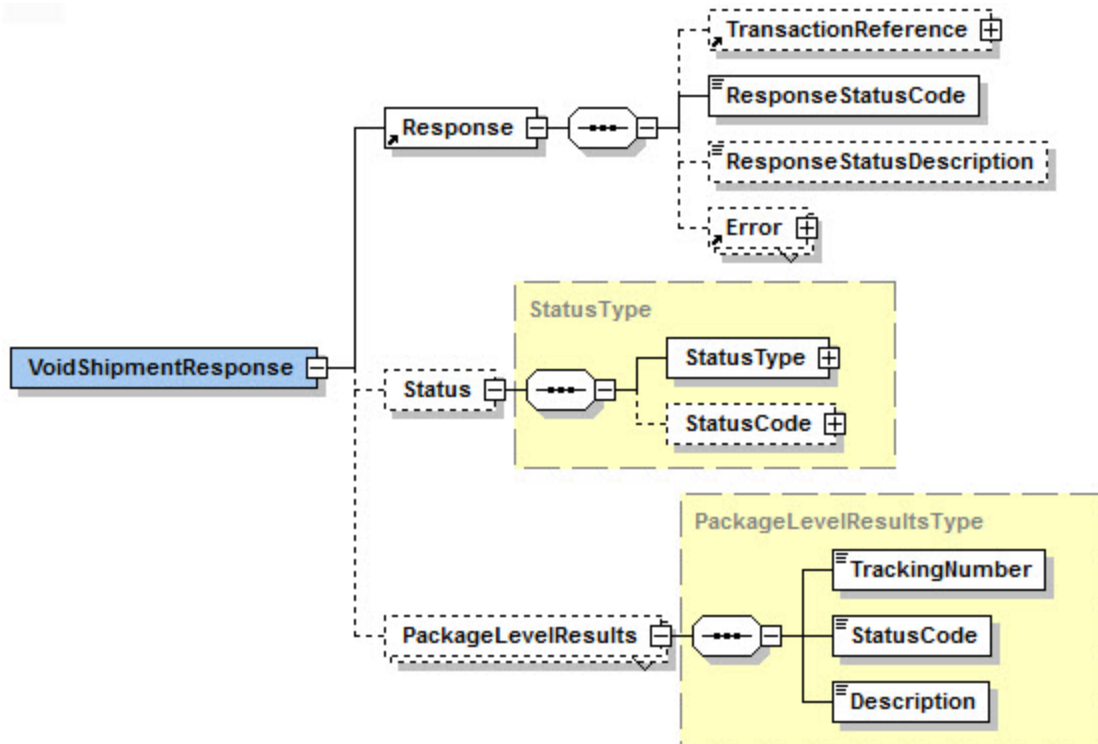 TransactionReference
ResponseStatusCode
Response
ResponseStatusDescription
Error
StatusType
VoidShipmentResponse
StatusType
Status
StatusCode
PackageLevelResultsType
TrackingNumber
PackageLevelResults
StatusCode
Description